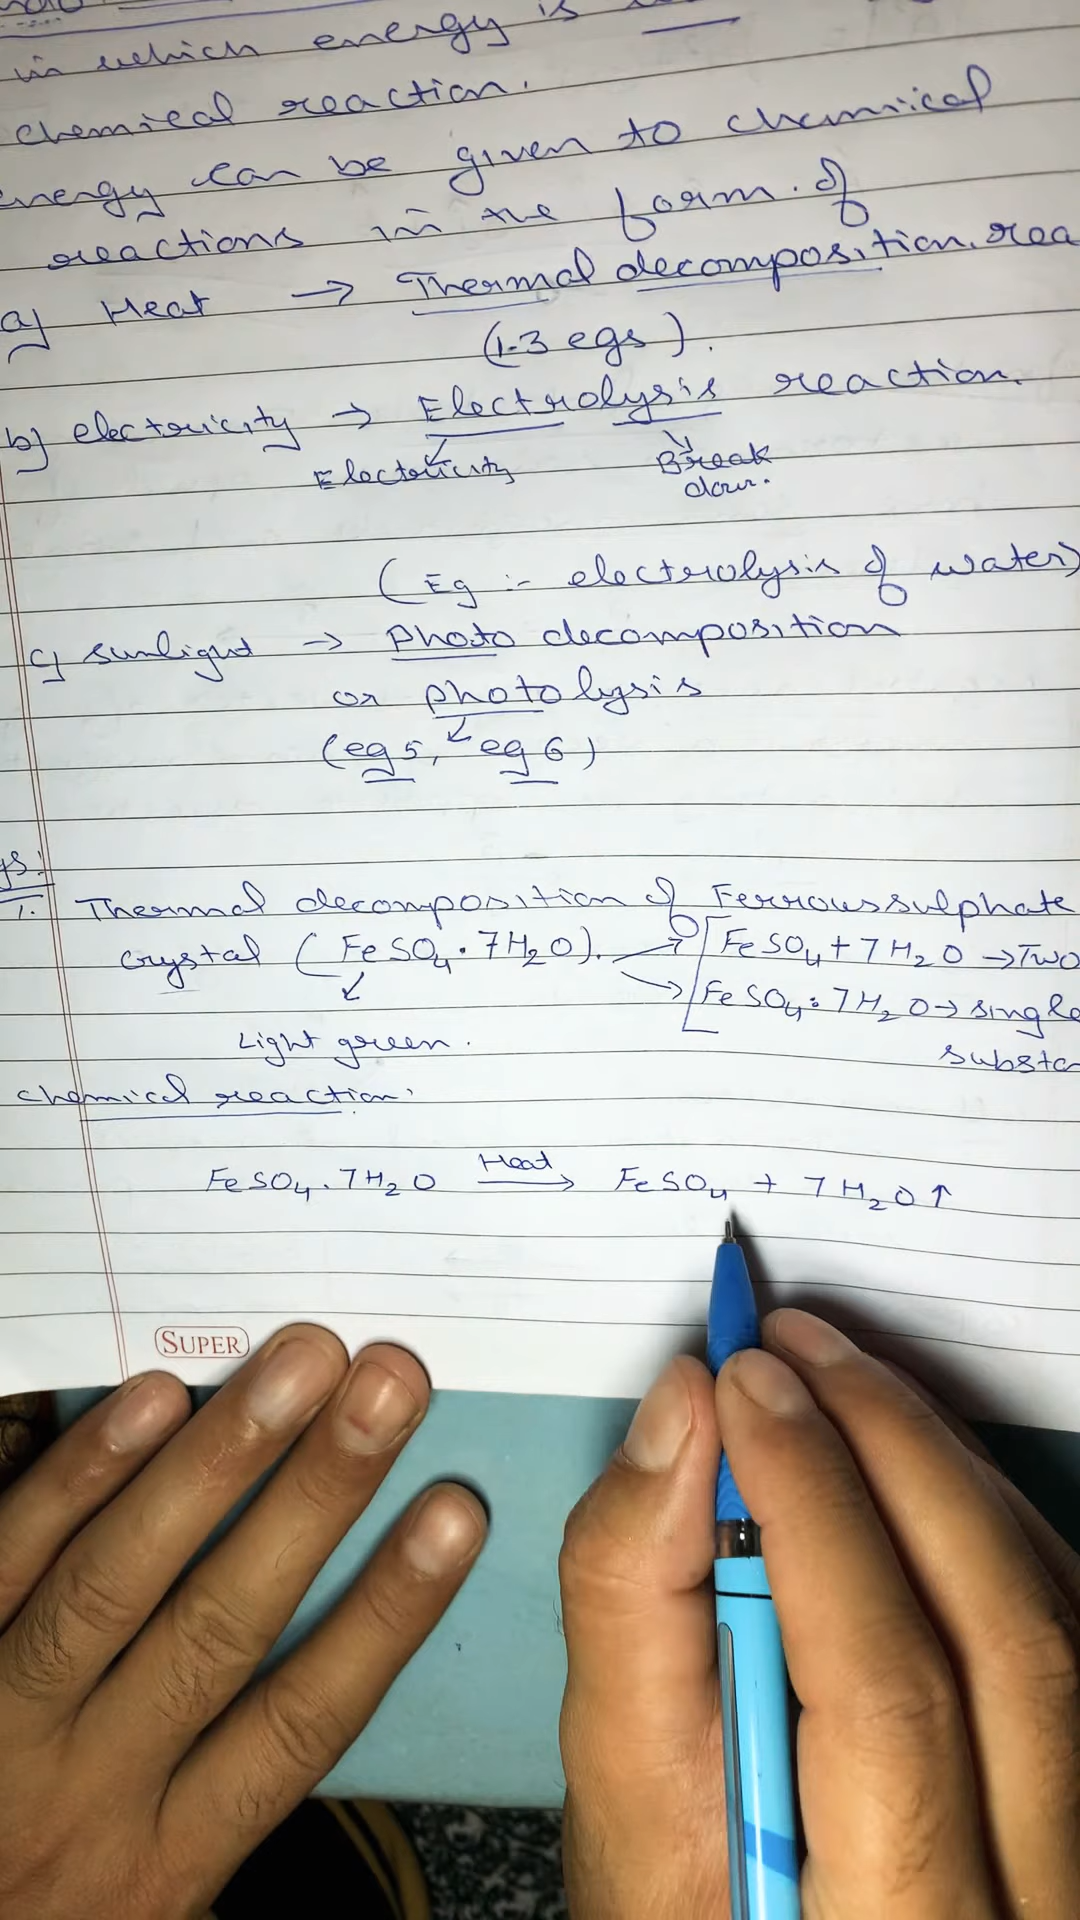 in which energy is
chemical reaction.
energy can be given to chemical
reactions in the form of
a) Heat → Thermal decomposition rea
(1-3 egs).
b) electricity → Electrolysis reaction.
Electricity Break
down.
(Eg :- electrolysis of water)
c) sunlight → Photo decomposition
or photolysis
(eg 5, eg 6)
gs:
1. Thermal decomposition of Ferrous sulphate
crystal (FeSO₄·7H₂O). → FeSO₄ + 7H₂O → Two
↙ → FeSO₄·7H₂O → single
Light green. substa
chemical reaction:
FeSO₄·7H₂O Heat→ FeSO₄ + 7H₂O↑
SUPER